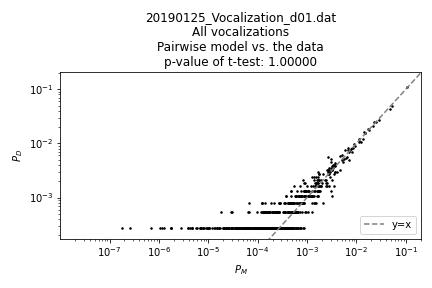 20190125_Vocalization_d01.dat
All vocalizations
Pairwise model vs. the data
p-value of t-test: 1.00000
10⁻¹
10⁻²
10⁻³
P_D
y=x
10⁻⁷ 10⁻⁶ 10⁻⁵ 10⁻⁴ 10⁻³ 10⁻² 10⁻¹
P_M